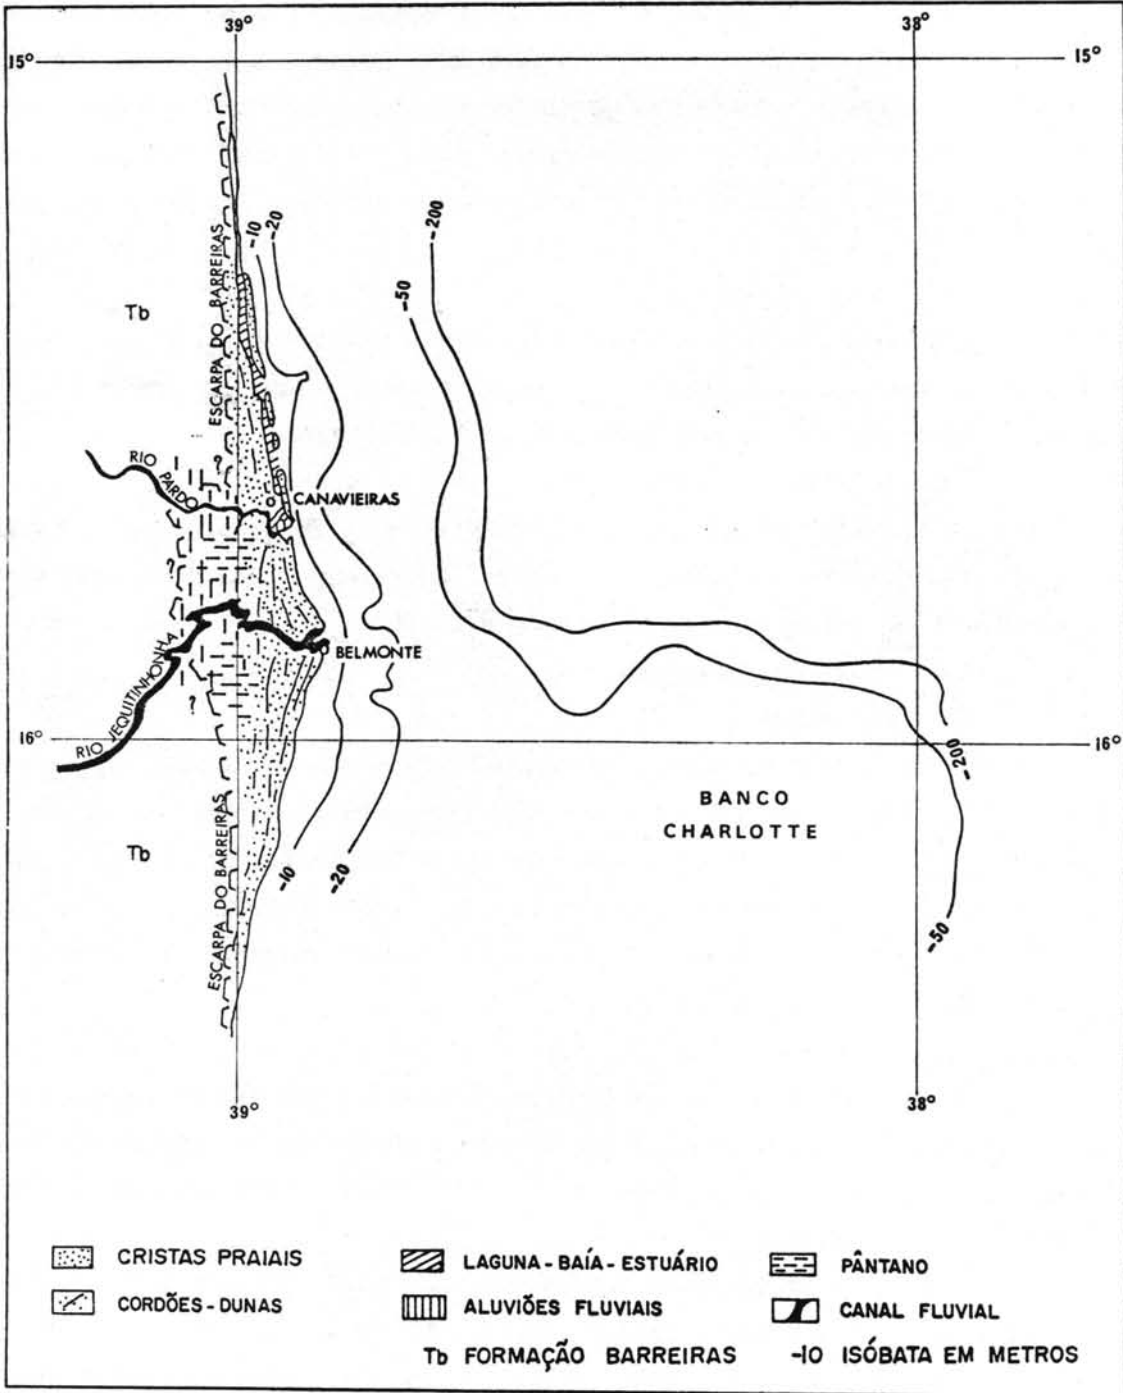 39° 38°
15° 15°
-10
-20
-200
-50
ESCARPA DO BARREIRAS
Tb
RIO PARDO
?
CANAVIEIRAS
?
BELMONTE
RIO JEQUITINHONHA
?
16° 16°
-200
BANCO
CHARLOTTE
ESCARPA DO BARREIRAS
Tb
-10
-20
-50
39° 38°
CRISTAS PRAIAIS
LAGUNA-BAÍA-ESTUÁRIO
PÂNTANO
CORDÕES-DUNAS
ALUVIÕES FLUVIAIS
CANAL FLUVIAL
Tb FORMAÇÃO BARREIRAS
-10 ISÓBATA EM METROS